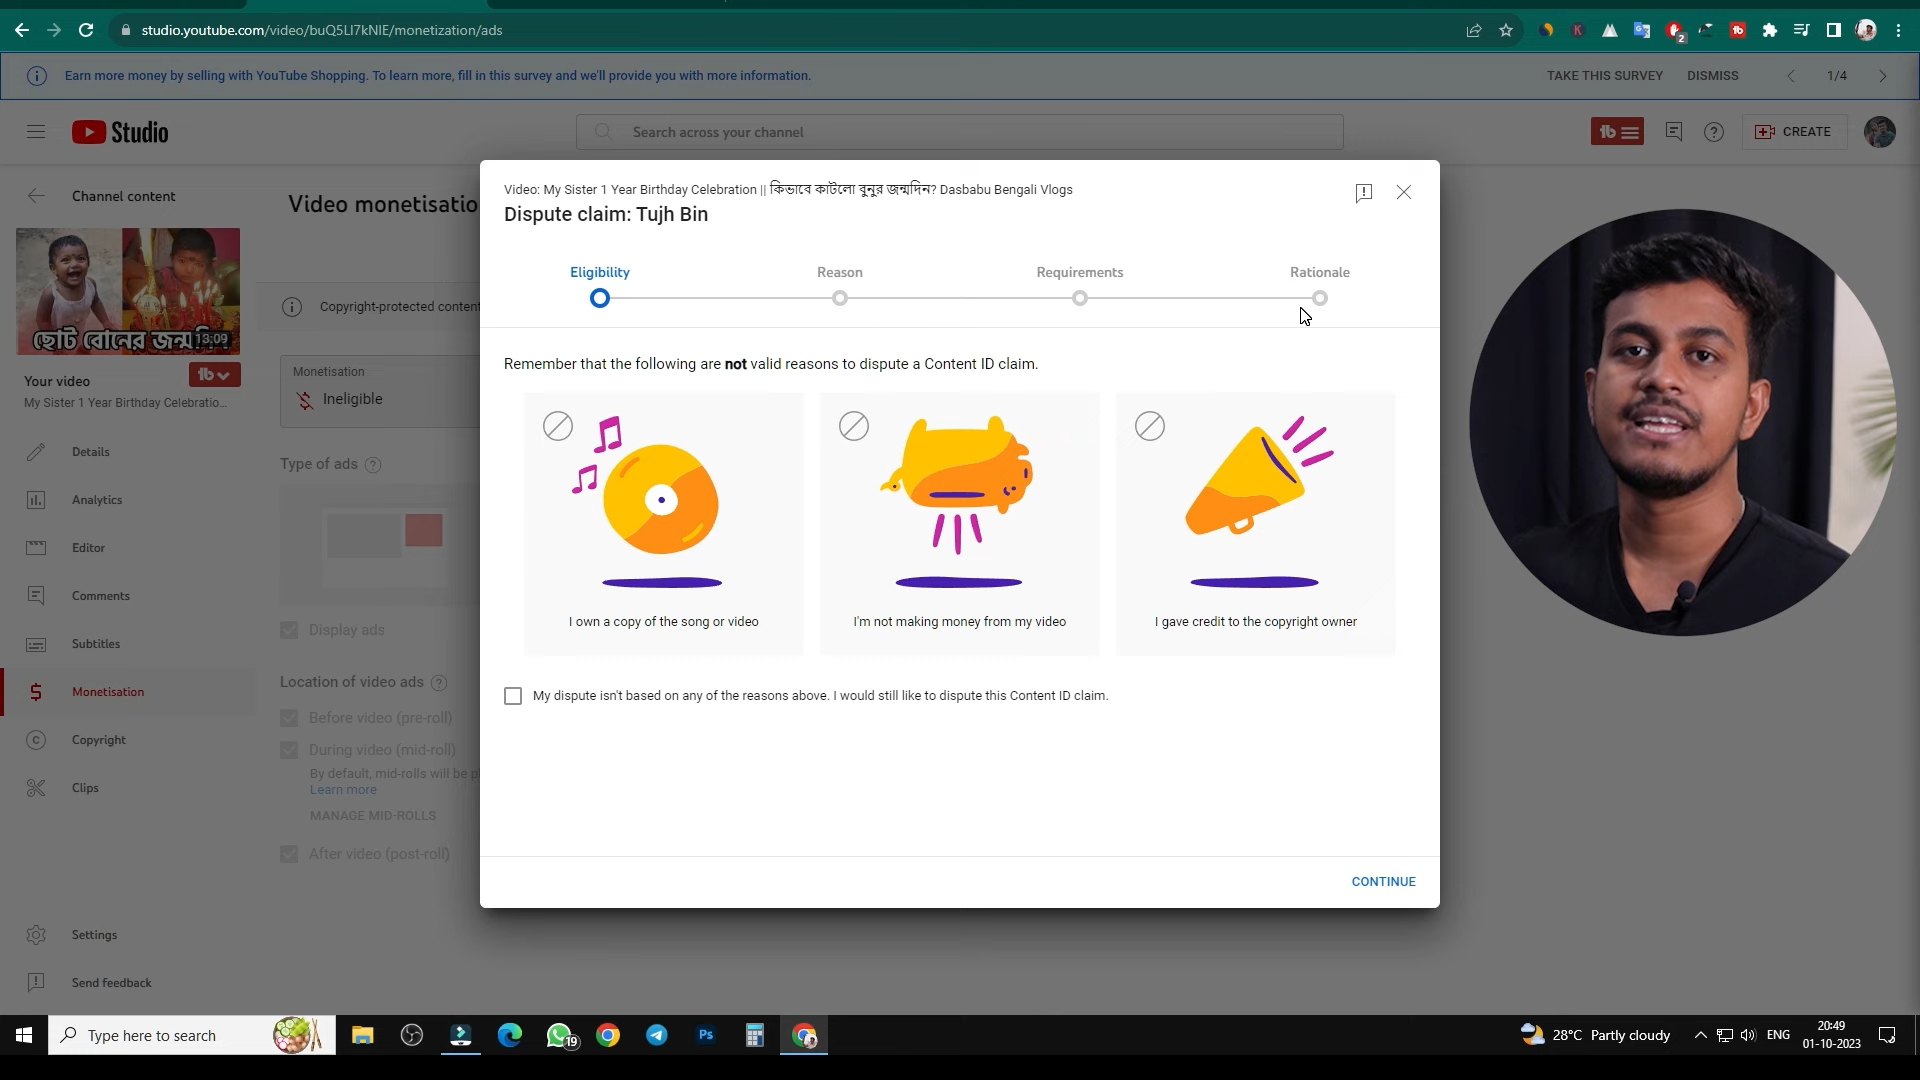 studio.youtube.com/video/buQ5LI7kNIE/monetization/ads
2
Earn more money by selling with YouTube Shopping. To learn more, fill in this survey and we'll provide you with more information.
TAKE THIS SURVEY
DISMISS
1/4
Studio
Search across your channel
CREATE
Channel content
Video monetisatio
Video: My Sister 1 Year Birthday Celebration || কিভাবে কাটলো বুনুর জন্মদিন? Dasbabu Bengali Vlogs
Dispute claim: Tujh Bin
Eligibility
Reason
Requirements
Rationale
ছোট বোনের
13:09
Your video
My Sister 1 Year Birthday Celebratio...
Copyright-protected content
Monetisation
Ineligible
Remember that the following are not valid reasons to dispute a Content ID claim.
I own a copy of the song or video
I'm not making money from my video
I gave credit to the copyright owner
My dispute isn't based on any of the reasons above. I would still like to dispute this Content ID claim.
CONTINUE
Details
Analytics
Editor
Comments
Subtitles
Monetisation
Copyright
Clips
Settings
Send feedback
Type of ads
Display ads
Location of video ads
Before video (pre-roll)
During video (mid-roll)
By default, mid-rolls will be pl
Learn more
MANAGE MID-ROLLS
After video (post-roll)
Type here to search
19
Ps
28°C Partly cloudy
ENG
20:49
01-10-2023